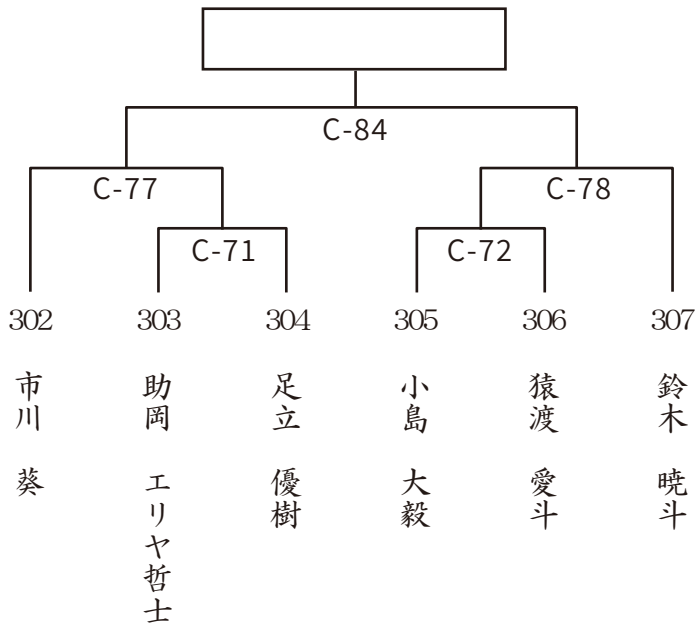 C-84
C-77
C-78
C-71
C-72
302
303
304
305
306
307
市川 葵
助岡 エリヤ哲士
足立 優樹
小島 大毅
猿渡 愛斗
鈴木 暁斗